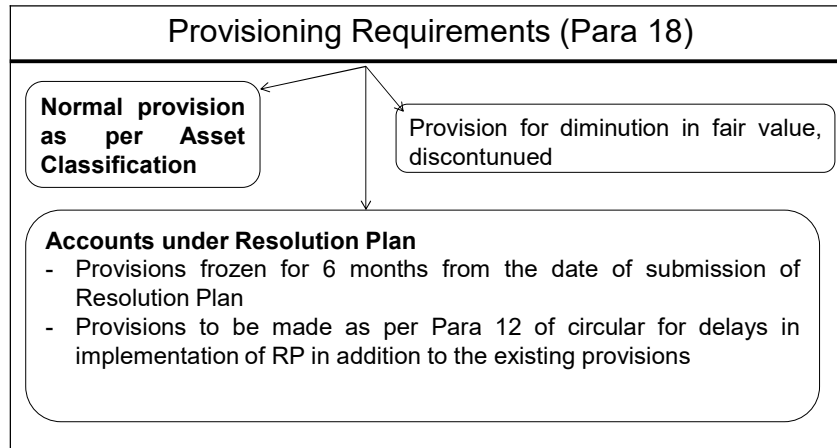 Provisioning Requirements (Para 18)
Normal provision
as per Asset
Classification
Provision for diminution in fair value,
discontunued
Accounts under Resolution Plan
- Provisions frozen for 6 months from the date of submission of
Resolution Plan
- Provisions to be made as per Para 12 of circular for delays in
implementation of RP in addition to the existing provisions